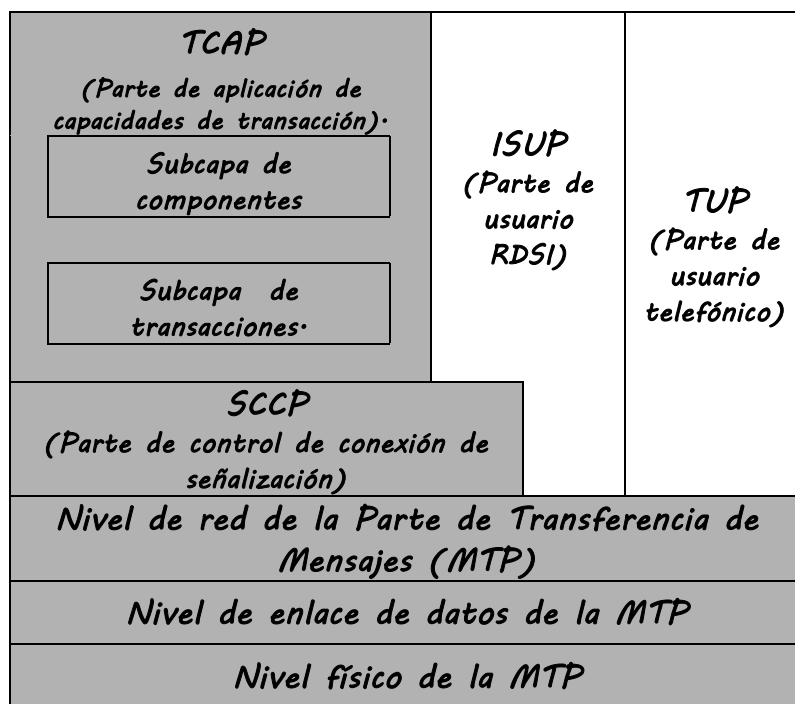 TCAP
(Parte de aplicación de
capacidades de transacción).
Subcapa de
componentes
Subcapa de
transacciones.
ISUP
(Parte de
usuario
RDSI)
TUP
(Parte de
usuario
telefónico)
SCCP
(Parte de control de conexión de
señalización)
Nivel de red de la Parte de Transferencia de
Mensajes (MTP)
Nivel de enlace de datos de la MTP
Nivel físico de la MTP